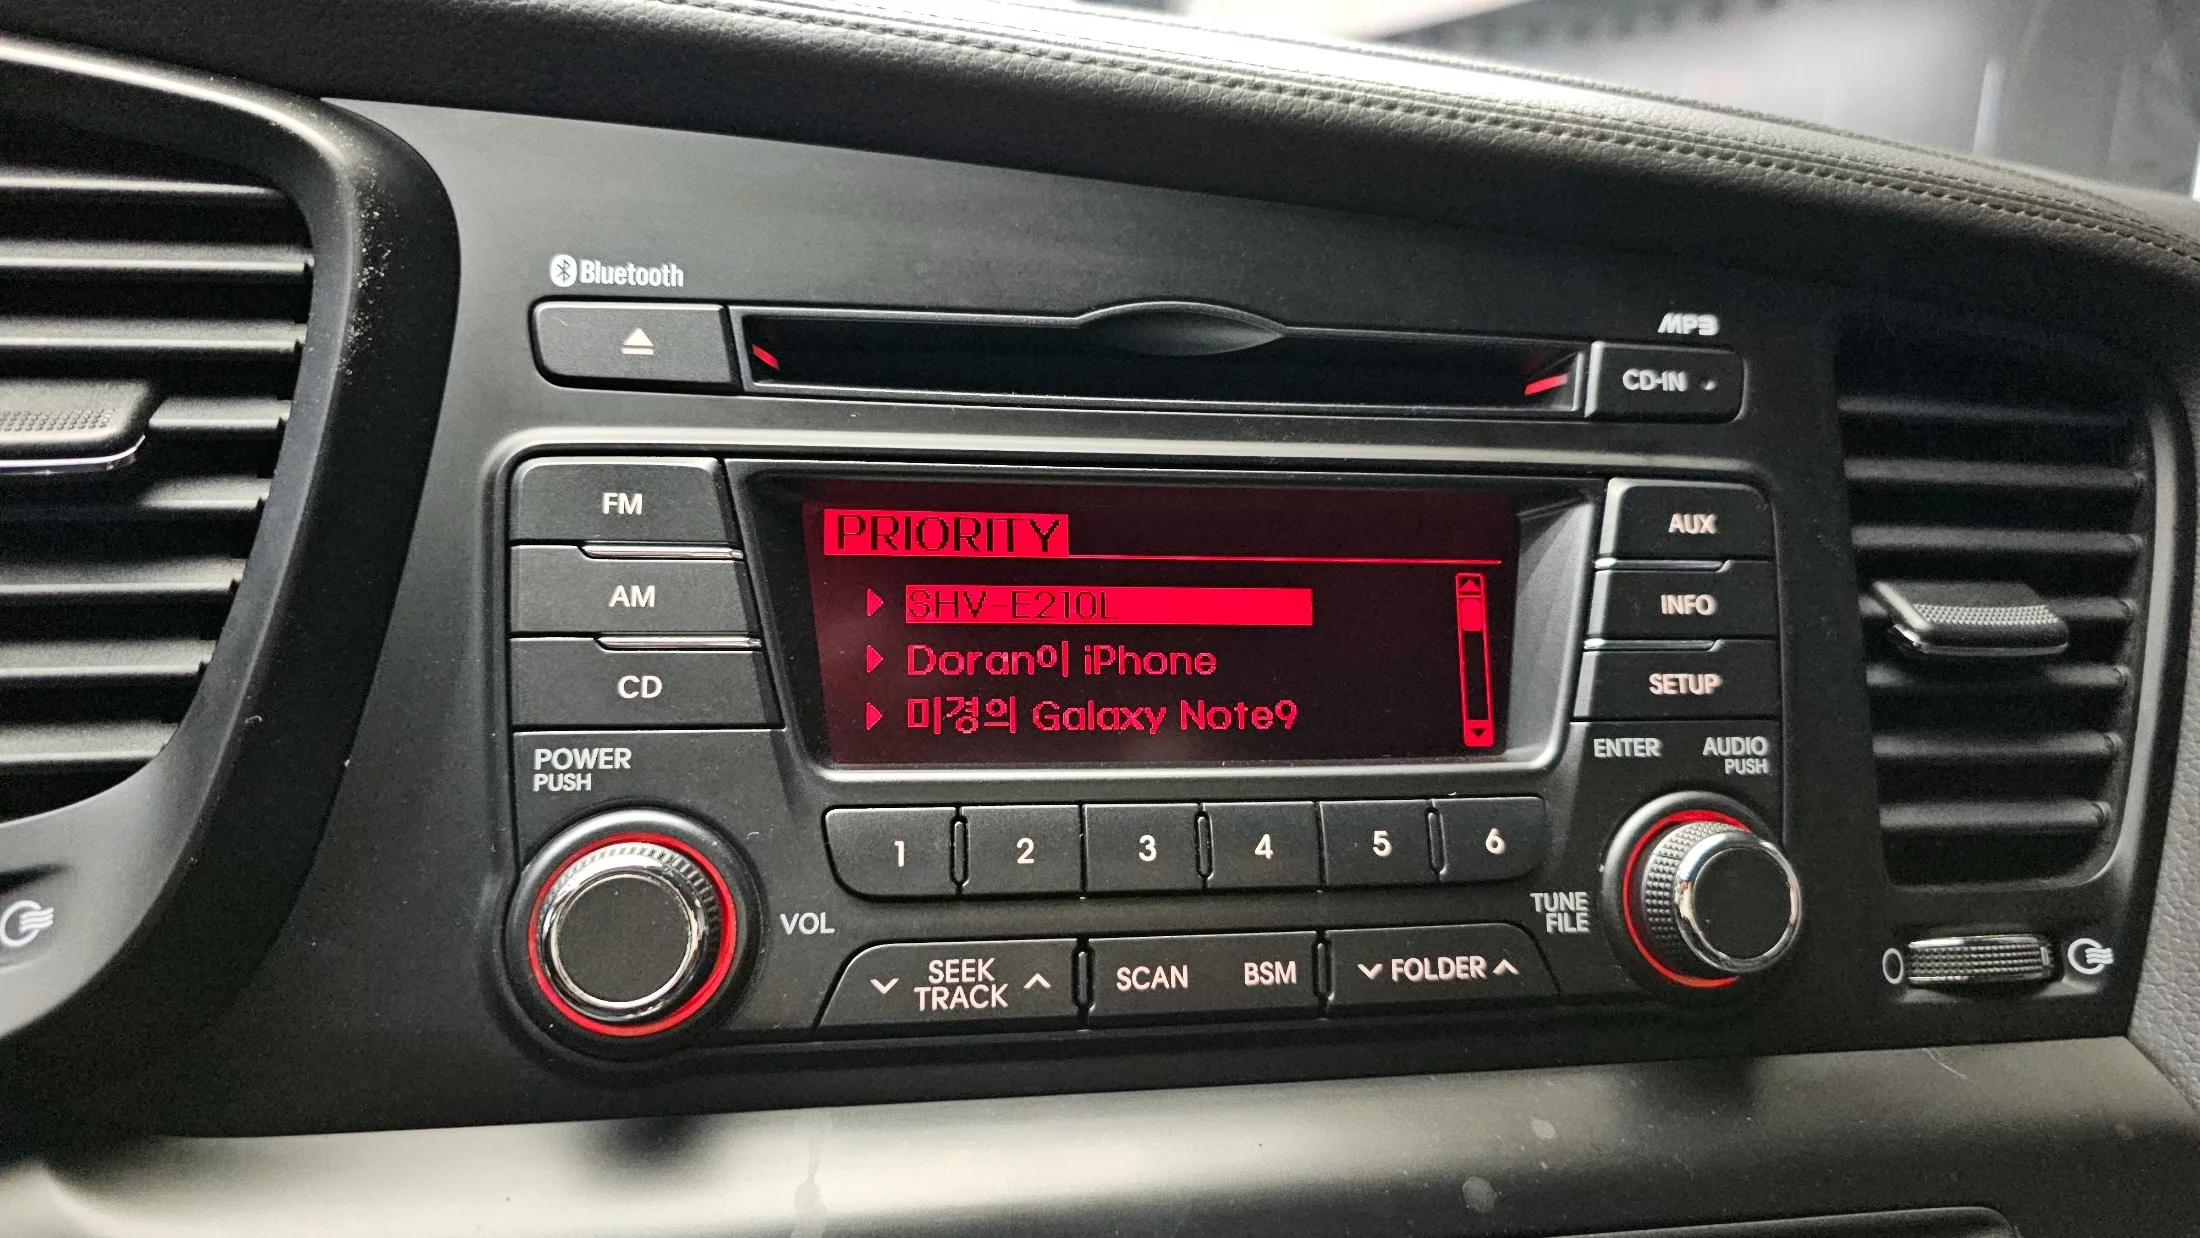 Bluetooth
MP3
CD-IN
FM
AM
CD
PRIORITY
SHV-E210L
Doran이 iPhone
미경의 Galaxy Note9
AUX
INFO
SETUP
POWER
PUSH
ENTER
AUDIO
PUSH
1 2 3 4 5 6
VOL
TUNE
FILE
SEEK
TRACK
SCAN BSM
FOLDER